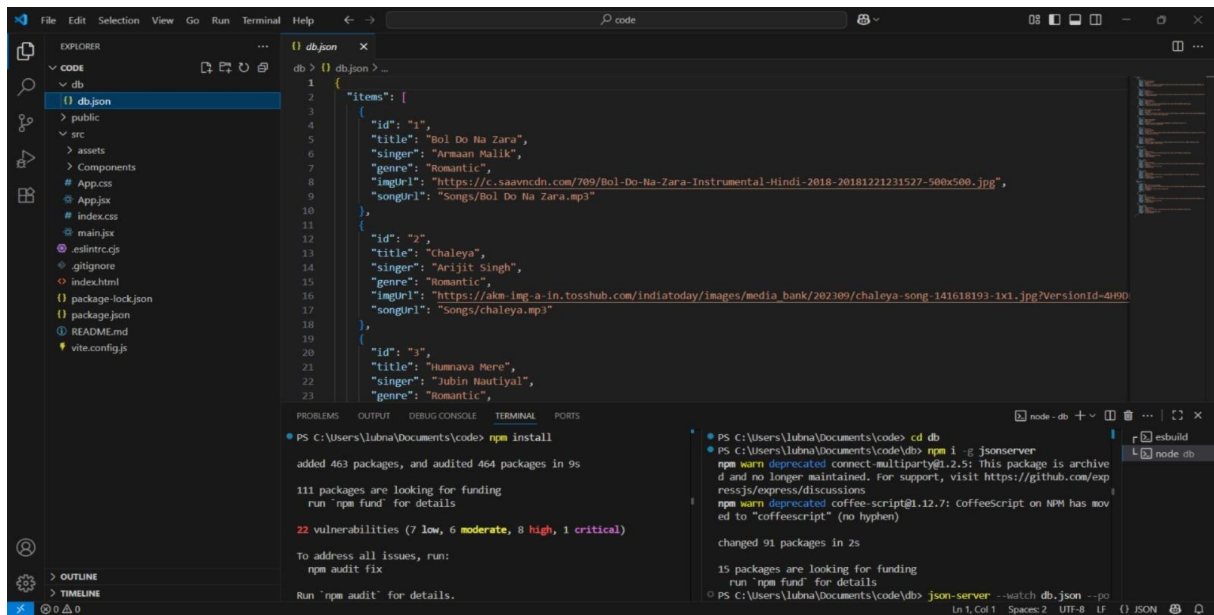 File Edit Selection View Go Run Terminal Help
code
EXPLORER
CODE
db
{} db.json
public
src
assets
Components
# App.css
App.jsx
# index.css
main.jsx
.eslintrc.cjs
.gitignore
<> index.html
{} package-lock.json
{} package.json
README.md
vite.config.js
OUTLINE
TIMELINE
{} db.json
db > {} db.json > ...
1 {
2 "items": [
3 {
4 "id": "1",
5 "title": "Bol Do Na Zara",
6 "singer": "Armaan Malik",
7 "genre": "Romantic",
8 "imgUrl": "https://c.saavncdn.com/709/Bol-Do-Na-Zara-Instrumental-Hindi-2018-20181221231527-500x500.jpg",
9 "songUrl": "Songs/Bol Do Na Zara.mp3"
10 },
11 {
12 "id": "2",
13 "title": "Chaleya",
14 "singer": "Arijit Singh",
15 "genre": "Romantic",
16 "imgUrl": "https://akm-img-a-in.tosshub.com/indiatoday/images/media_bank/202309/chaleya-song-141618193-1x1.jpg?VersionId=4H9D
17 "songUrl": "Songs/chaleya.mp3"
18 },
19 {
20 "id": "3",
21 "title": "Humnava Mere",
22 "singer": "Jubin Nautiyal",
23 "genre": "Romantic",
PROBLEMS OUTPUT DEBUG CONSOLE TERMINAL PORTS
node - db
PS C:\Users\lubna\Documents\code> npm install
added 463 packages, and audited 464 packages in 9s
111 packages are looking for funding
run `npm fund` for details
22 vulnerabilities (7 low, 6 moderate, 8 high, 1 critical)
To address all issues, run:
npm audit fix
Run `npm audit` for details.
PS C:\Users\lubna\Documents\code> cd db
PS C:\Users\lubna\Documents\code\db> npm i -g jsonserver
npm warn deprecated connect-multiparty@1.2.5: This package is archive
d and no longer maintained. For support, visit https://github.com/exp
ressjs/express/discussions
npm warn deprecated coffee-script@1.12.7: CoffeeScript on NPM has mov
ed to "coffeescript" (no hyphen)
changed 91 packages in 2s
15 packages are looking for funding
run `npm fund` for details
PS C:\Users\lubna\Documents\code\db> json-server --watch db.json --po
esbuild
node db
0 0
Ln 1, Col 1 Spaces: 2 UTF-8 LF {} JSON